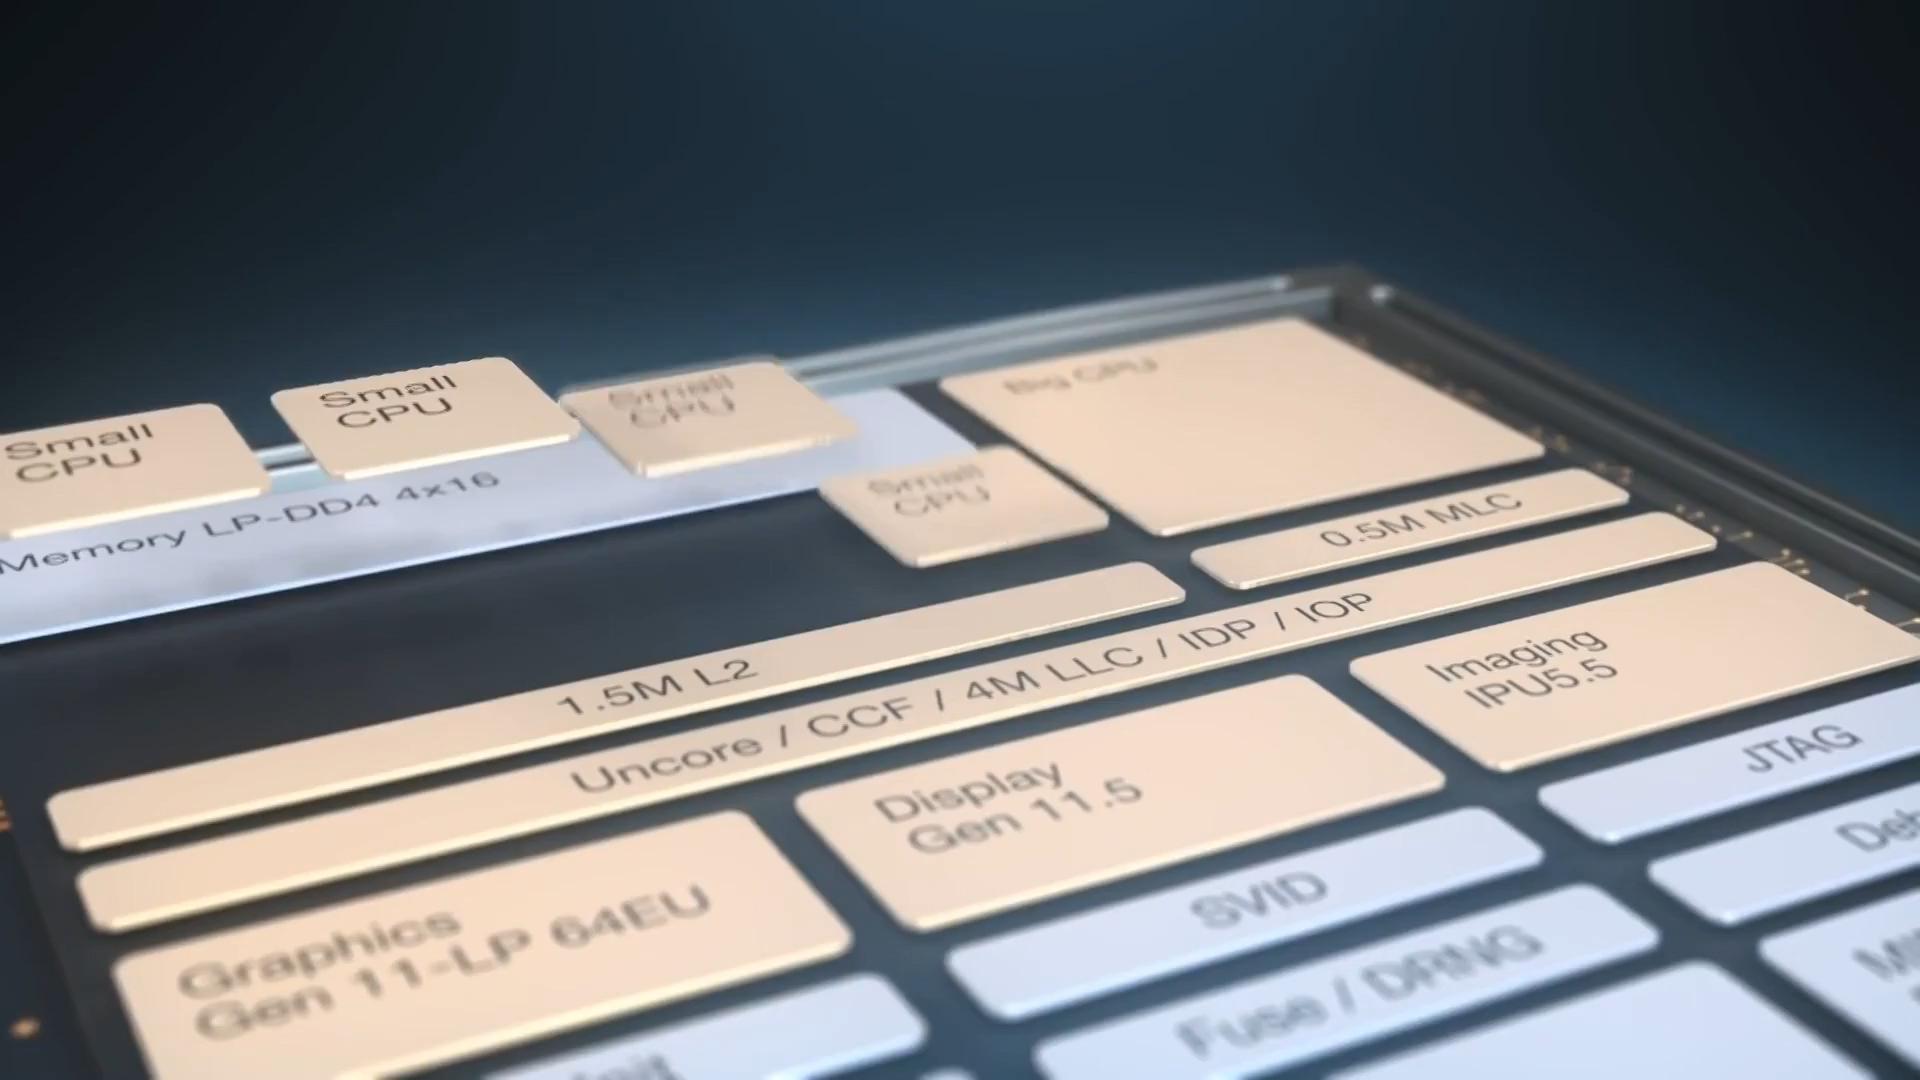 Small
CPU
Small
CPU
Small
CPU
Small
CPU
Big CPU
Memory LP-DD4 4x16
0.5M MLC
1.5M L2
Uncore / CCF / 4M LLC / IDP / IOP
Imaging
IPU5.5
Display
Gen 11.5
JTAG
Graphics
Gen 11-LP 64EU
SVID
Fuse / DRNG